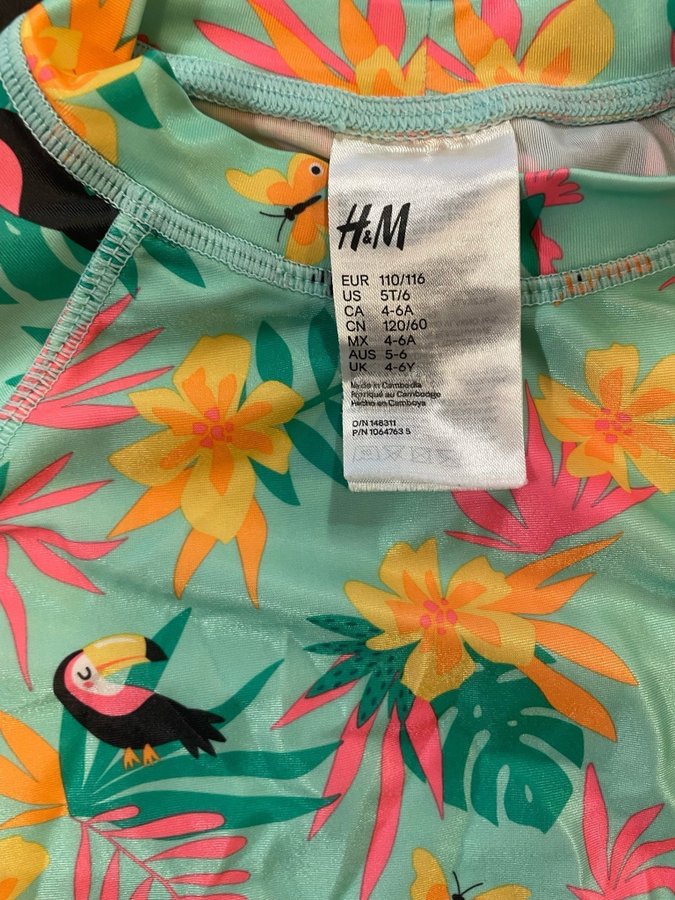 H&M
EUR 110/116
US 5T/6
CA 4-6A
CN 120/60
MX 4-6A
AUS 5-6
UK 4-6Y
Made in Cambodia
Fabriqué au Cambodge
Hecho en Camboya
O/N 148311
P/N 1064763 5